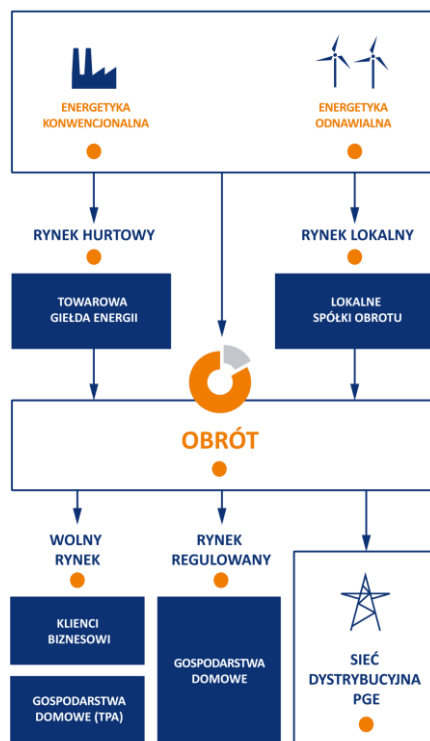 ENERGETYKA
KONWENCJONALNA
ENERGETYKA
ODNAWIALNA
RYNEK HURTOWY
RYNEK LOKALNY
TOWAROWA
GIEŁDA ENERGII
LOKALNE
SPÓŁKI OBROTU
OBRÓT
WOLNY
RYNEK
RYNEK
REGULOWANY
KLIENCI
BIZNESOWI
GOSPODARSTWA
DOMOWE (TPA)
GOSPODARSTWA
DOMOWE
SIEĆ
DYSTRYBUCYJNA
PGE